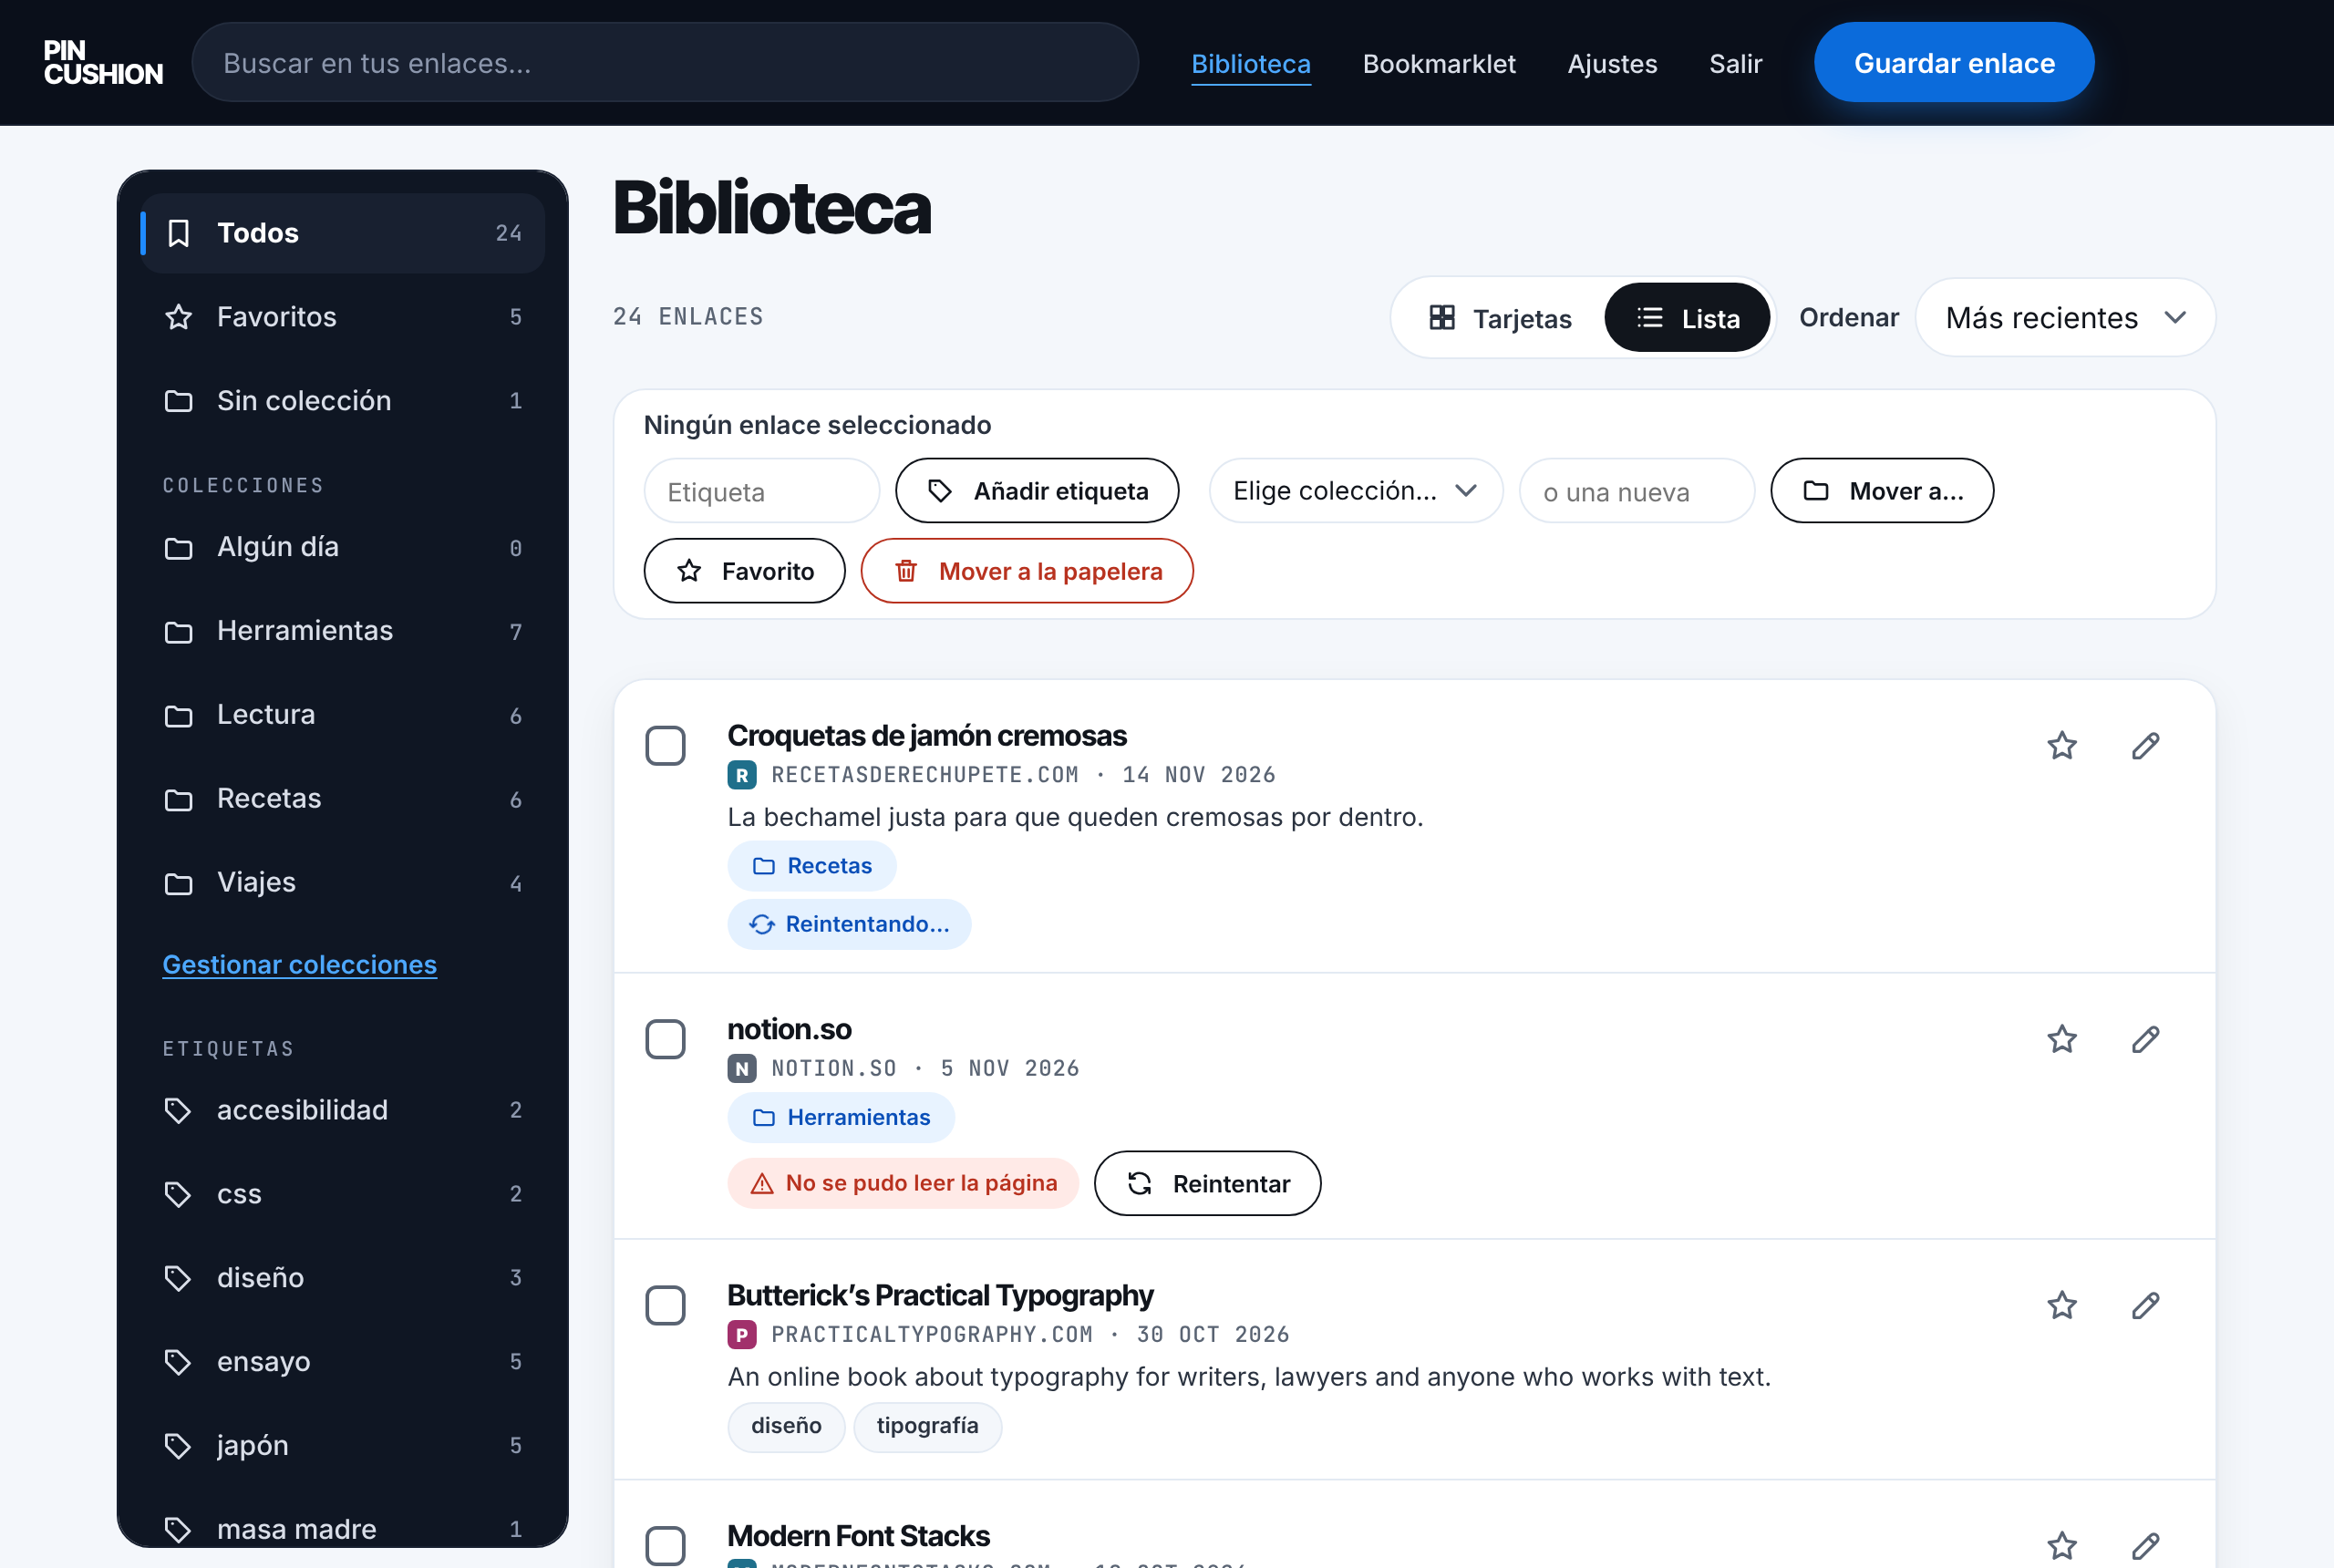 PIN
CUSHION
Buscar en tus enlaces...
Biblioteca
Bookmarklet
Ajustes
Salir
Guardar enlace
Todos 24
Favoritos 5
Sin colección 1
COLECCIONES
Algún día 0
Herramientas 7
Lectura 6
Recetas 6
Viajes 4
Gestionar colecciones
ETIQUETAS
accesibilidad 2
css 2
diseño 3
ensayo 5
japón 5
masa madre 1
Biblioteca
24 ENLACES
Tarjetas
Lista
Ordenar
Más recientes
Ningún enlace seleccionado
Etiqueta
Añadir etiqueta
Elige colección...
o una nueva
Mover a...
Favorito
Mover a la papelera
Croquetas de jamón cremosas
R RECETASDERECHUPETE.COM · 14 NOV 2026
La bechamel justa para que queden cremosas por dentro.
Recetas
Reintentando...
notion.so
N NOTION.SO · 5 NOV 2026
Herramientas
No se pudo leer la página
Reintentar
Butterick’s Practical Typography
P PRACTICALTYPOGRAPHY.COM · 30 OCT 2026
An online book about typography for writers, lawyers and anyone who works with text.
diseño
tipografía
Modern Font Stacks